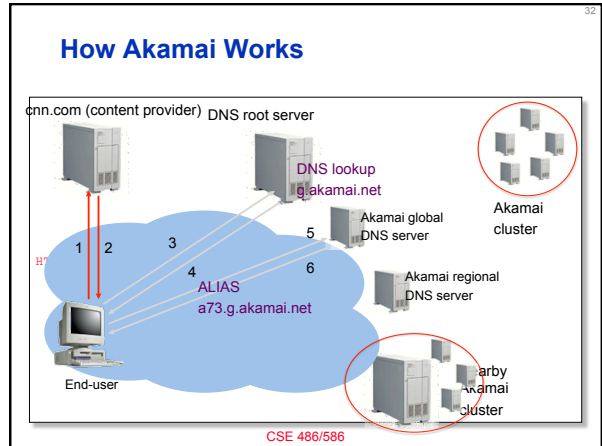 32
How Akamai Works
cnn.com (content provider)
DNS root server
DNS lookup
g.akamai.net
Akamai
cluster
Akamai global
DNS server
1
2
3
4
5
6
ALIAS
a73.g.akamai.net
Akamai regional
DNS server
End-user
Akamai
cluster
CSE 486/586